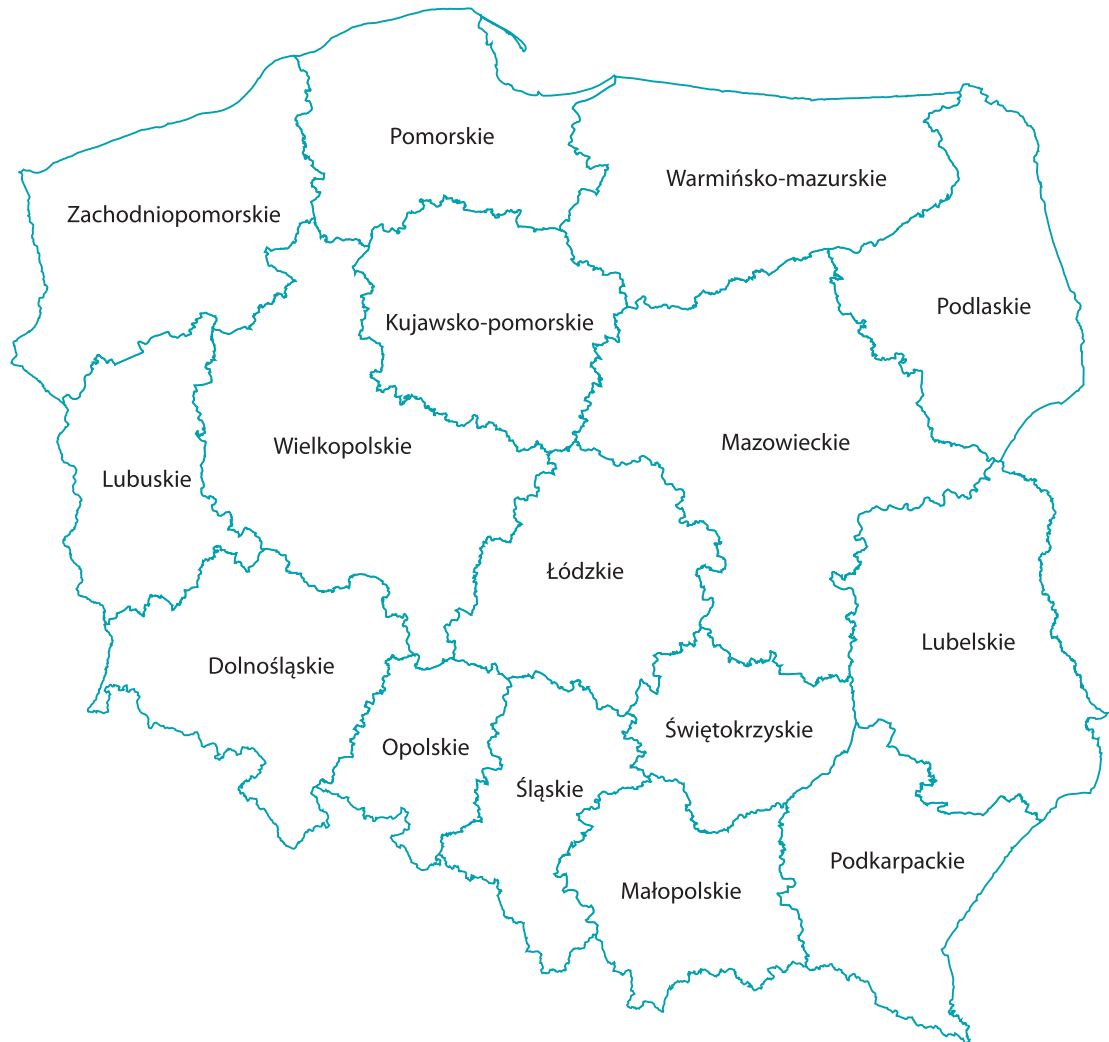 Pomorskie
Warmińsko-mazurskie
Zachodniopomorskie
Podlaskie
Kujawsko-pomorskie
Mazowieckie
Wielkopolskie
Lubuskie
Łódzkie
Lubelskie
Dolnośląskie
Świętokrzyskie
Opolskie
Śląskie
Podkarpackie
Małopolskie